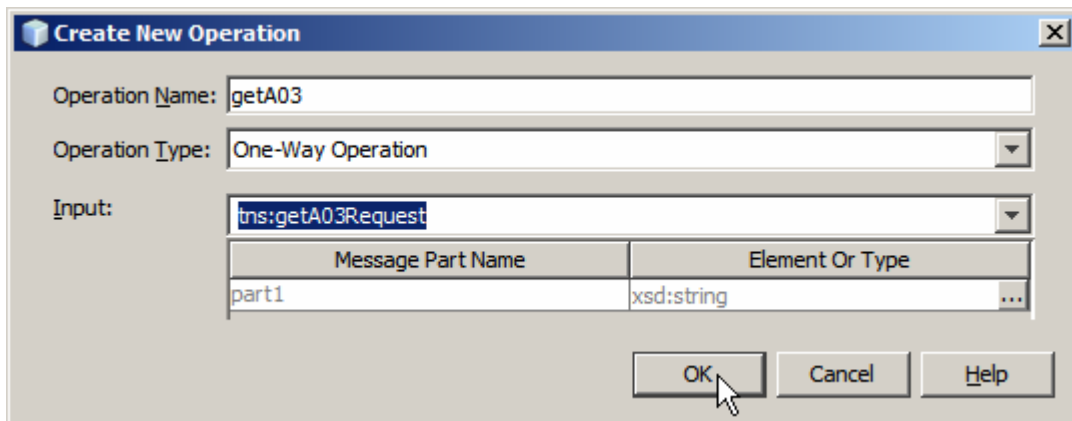 Create New Operation
Operation Name: getA03
Operation Type: One-Way Operation
Input: tns:getA03Request
Message Part Name Element Or Type
part1 xsd:string ...
OK Cancel Help